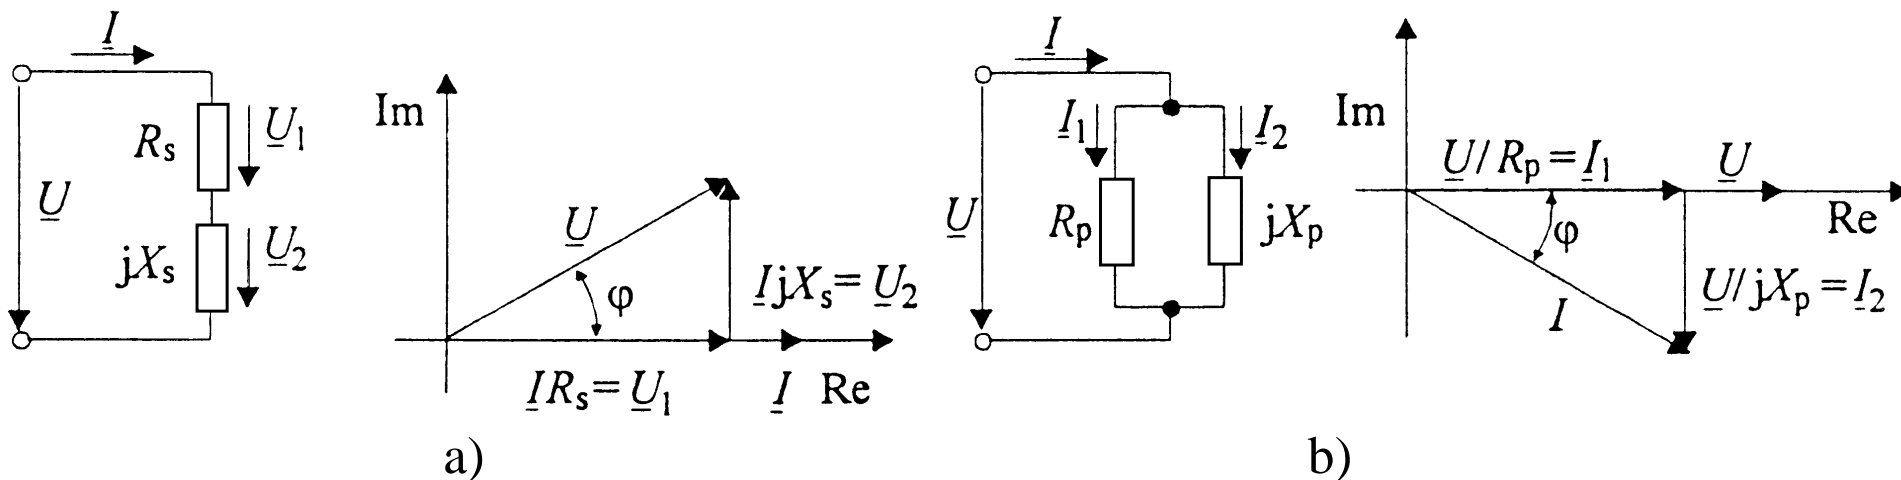 I
R_s
U_1
U
jX_s
U_2
Im
U
φ
IjX_s = U_2
IR_s = U_1
I
Re
a)
I
I_1
I_2
U
R_p
jX_p
Im
U/R_p = I_1
U
Re
φ
U/jX_p = I_2
I
b)